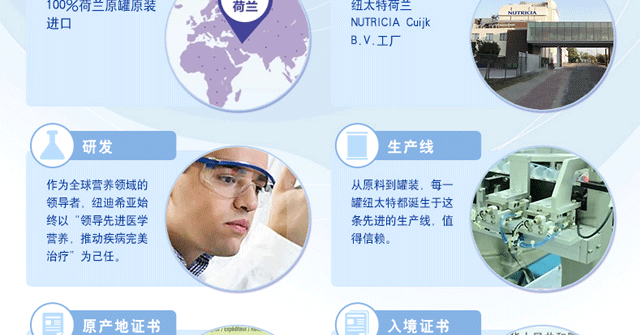 100%荷兰原罐原装
进口
荷兰
纽太特荷兰
NUTRICIA Cuijk
B.V.工厂
NUTRICIA
研发
作为全球营养领域的
领导者，纽迪希亚始
终以“领导先进医学
营养，推动疾病完美
治疗”为己任。
生产线
从原料到罐装，每一
罐纽太特都诞生于这
条先进的生产线，值
得信赖。
原产地证书
入境证书